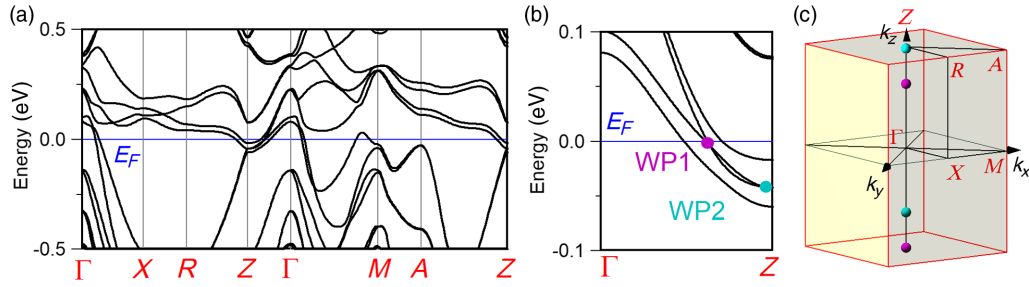 (a)
0.5
0.0
-0.5
Energy (eV)
E_F
Γ X R Z Γ M A Z
(b)
0.1
0.0
-0.1
Energy (eV)
E_F
WP1
WP2
Γ Z
(c)
Z
k_z
R
A
Γ
X
M
k_x
k_y